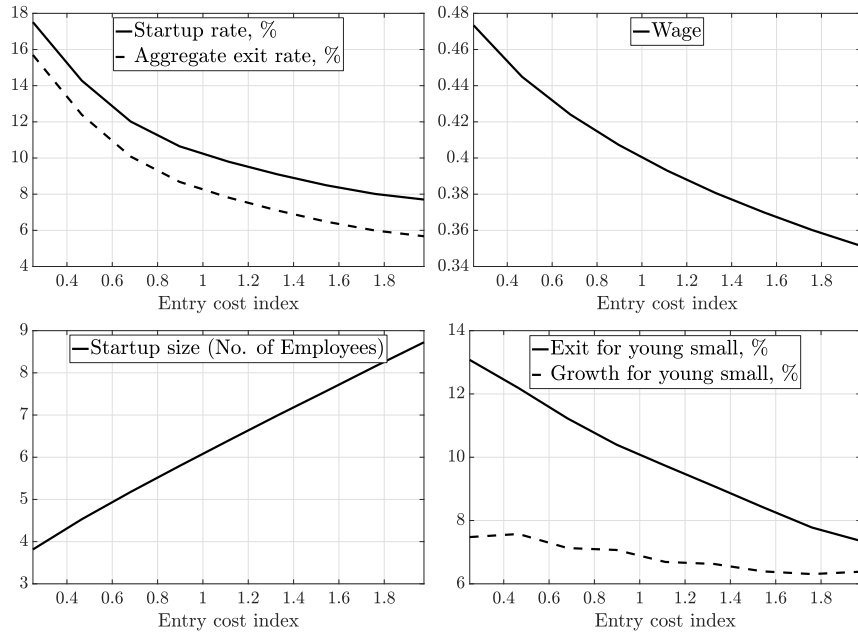 Startup rate, %
Aggregate exit rate, %
18
16
14
12
10
8
6
4
0.4 0.6 0.8 1 1.2 1.4 1.6 1.8
Entry cost index
Wage
0.48
0.44
0.4
0.36
0.34
0.4 0.6 0.8 1 1.2 1.4 1.6 1.8
Entry cost index
Startup size (No. of Employees)
9
8
7
6
5
4
3
0.4 0.6 0.8 1 1.2 1.4 1.6 1.8
Entry cost index
Exit for young small, %
Growth for young small, %
14
12
10
8
6
0.4 0.6 0.8 1 1.2 1.4 1.6 1.8
Entry cost index